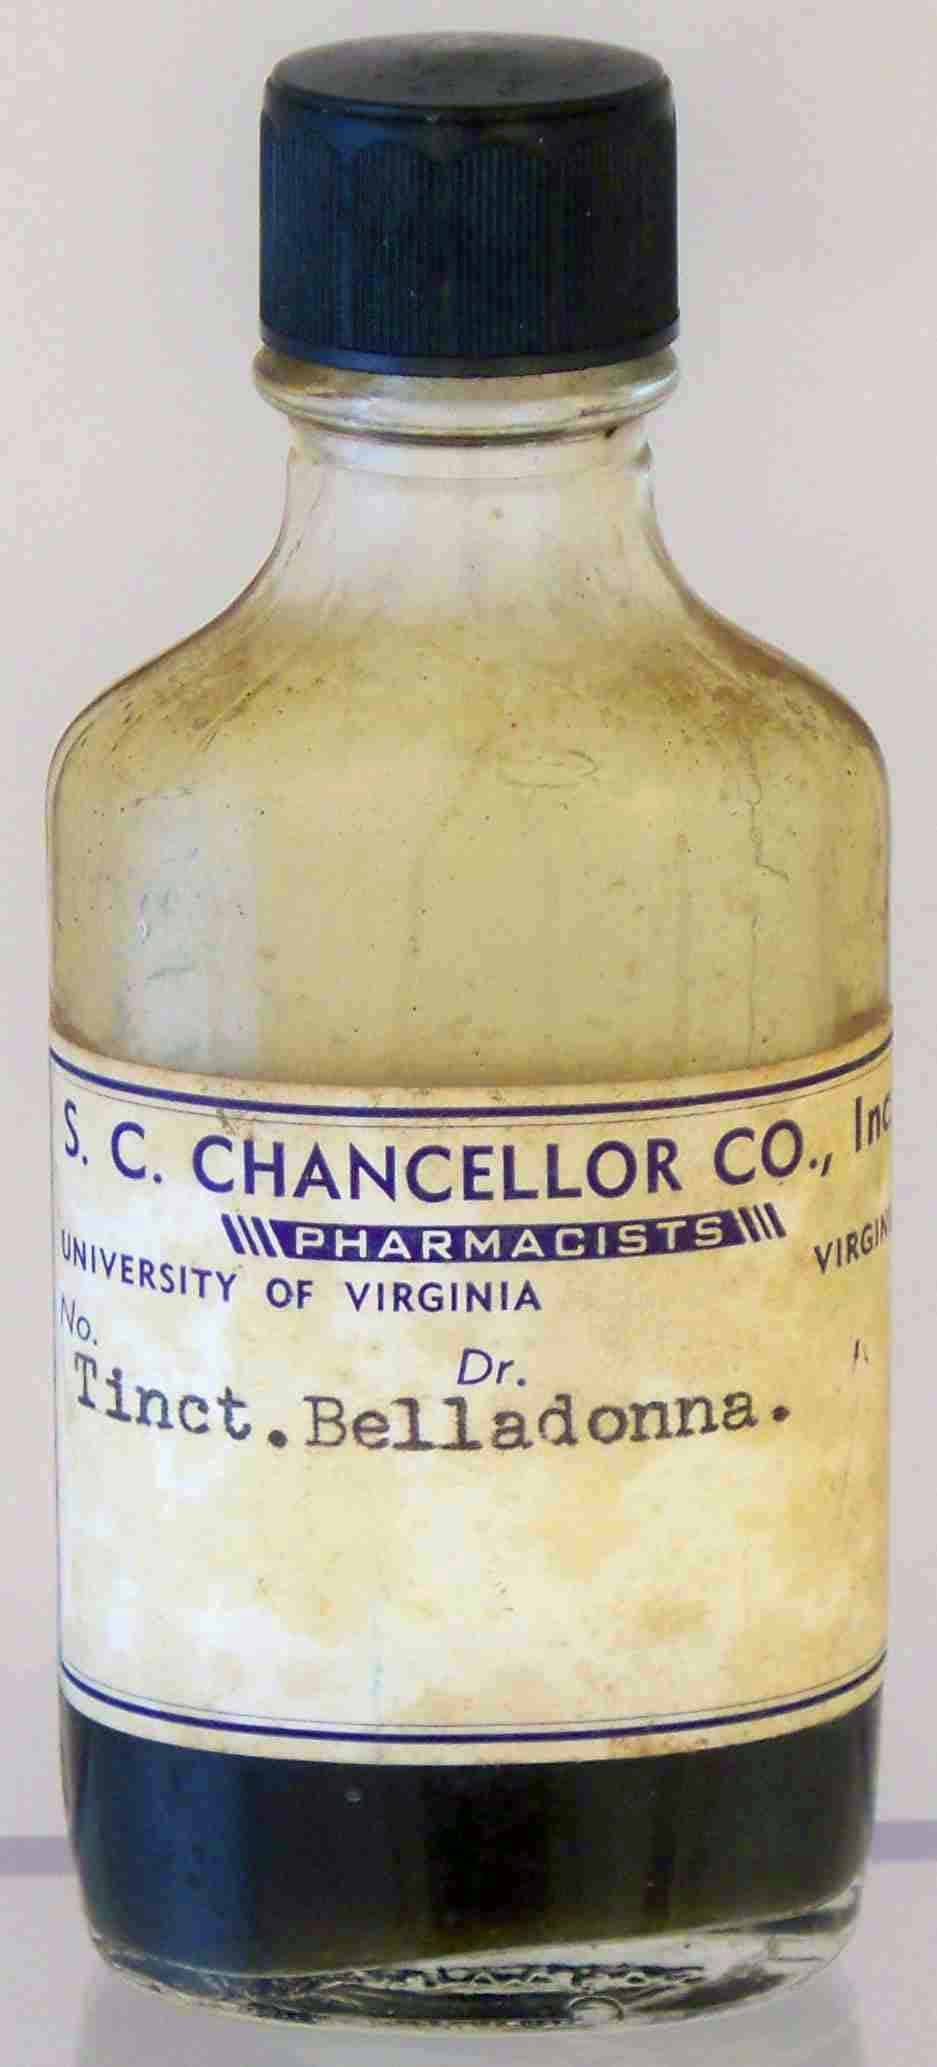 S. C. CHANCELLOR CO., Inc
PHARMACISTS
UNIVERSITY OF VIRGINIA
No.
Dr.
Tinct.Belladonna.